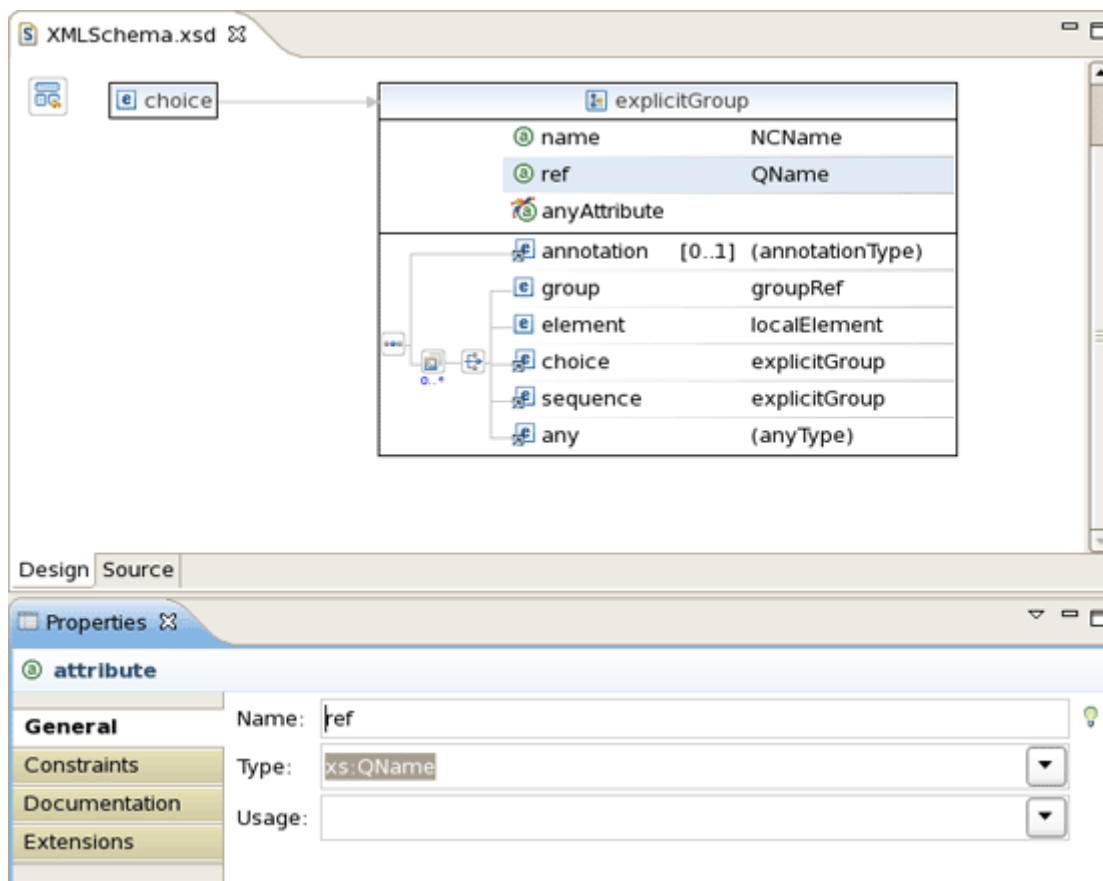 XMLSchema.xsd
choice
explicitGroup
name NCName
ref QName
anyAttribute
annotation [0..1] (annotationType)
group groupRef
element localElement
choice explicitGroup
0..*
sequence explicitGroup
any (anyType)
Design Source
Properties
attribute
General
Name: ref
Constraints
Type: xs:QName
Documentation
Usage:
Extensions